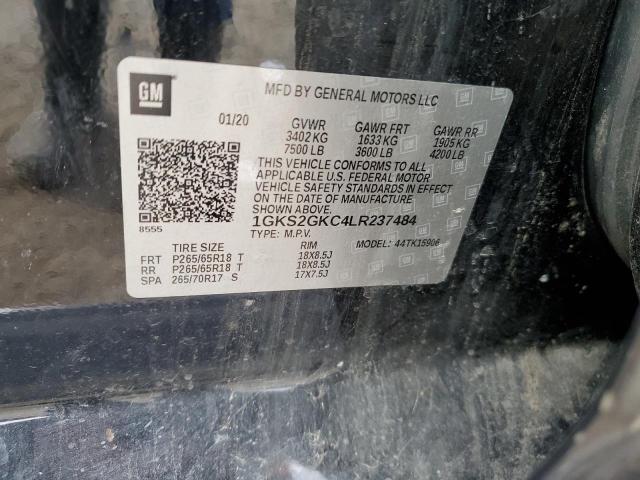 GM
MFD BY GENERAL MOTORS LLC
01/20 GVWR GAWR FRT GAWR RR
3402 KG 1633 KG 1905 KG
7500 LB 3600 LB 4200 LB
THIS VEHICLE CONFORMS TO ALL
APPLICABLE U.S. FEDERAL MOTOR
VEHICLE SAFETY STANDARDS IN EFFECT
ON THE DATE OF MANUFACTURE
SHOWN ABOVE.
8555
1GKS2GKC4LR237484
TYPE: M.P.V. MODEL: 44TK15906
TIRE SIZE RIM
FRT P265/65R18 T 18X8.5J
RR P265/65R18 T 18X8.5J
SPA 265/70R17 S 17X7.5J